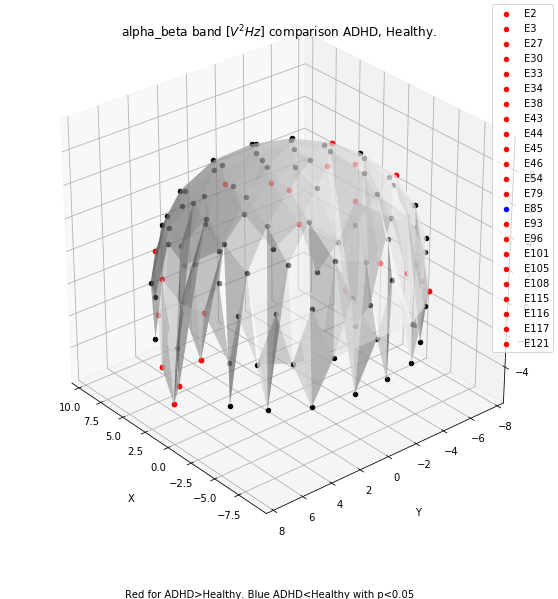 alpha_beta band [V²Hz] comparison ADHD, Healthy.
E2
E3
E27
E30
E33
E34
E38
E43
E44
E45
E46
E54
E79
E85
E93
E96
E101
E105
E108
E115
E116
E117
E121
−4
10.0
7.5
5.0
2.5
0.0
−2.5
−5.0
−7.5
X
8
6
4
2
0
−2
−4
−6
−8
Y
Red for ADHD>Healthy. Blue ADHD<Healthy with p<0.05